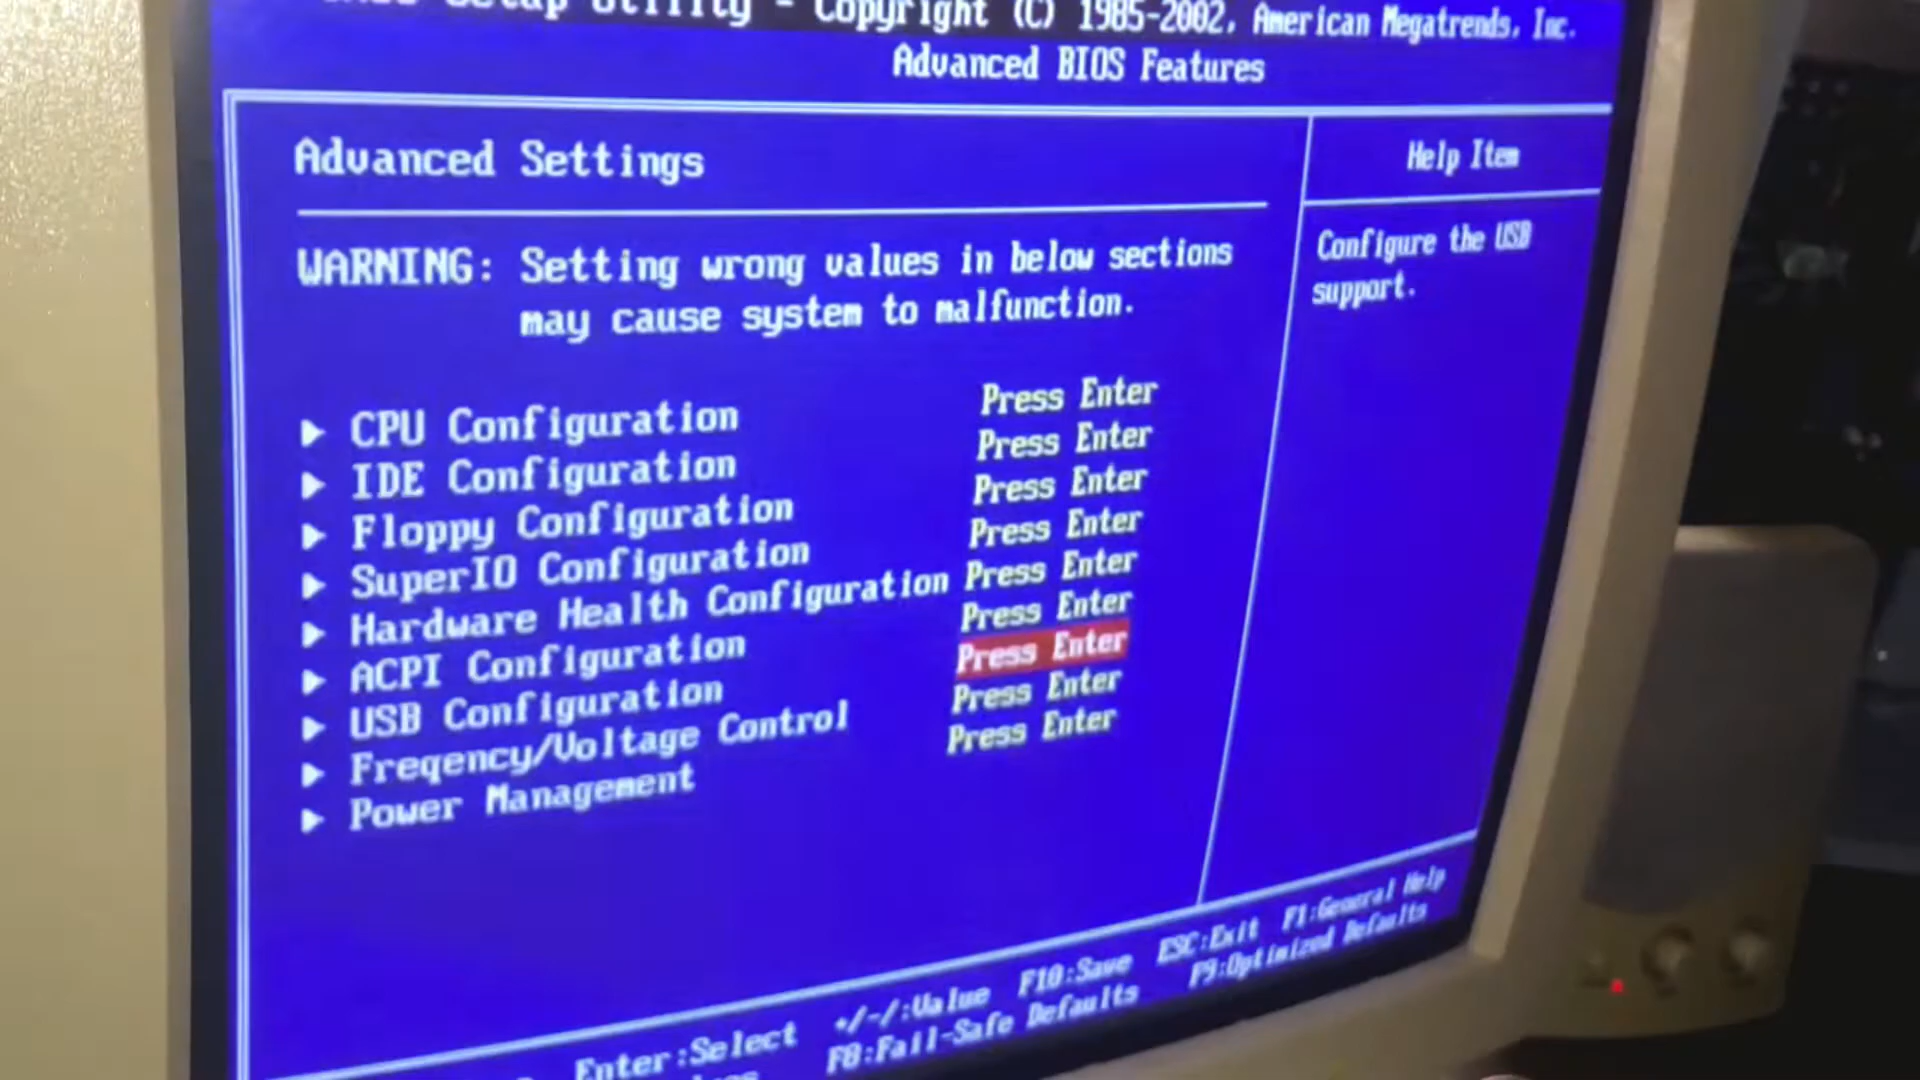 Setup Utility - Copyright (C) 1985-2002, American Megatrends, Inc.
Advanced BIOS Features
Advanced Settings
Help Item
WARNING: Setting wrong values in below sections
may cause system to malfunction.
Configure the USB
support.
▶ CPU Configuration Press Enter
▶ IDE Configuration Press Enter
▶ Floppy Configuration Press Enter
▶ SuperIO Configuration Press Enter
▶ Hardware Health Configuration Press Enter
▶ ACPI Configuration Press Enter
▶ USB Configuration Press Enter
▶ Freqency/Voltage Control Press Enter
▶ Power Management Press Enter
Enter:Select +/-/:Value F10:Save ESC:Exit F1:General Help
F8:Fail-Safe Defaults F9:Optimized Defaults